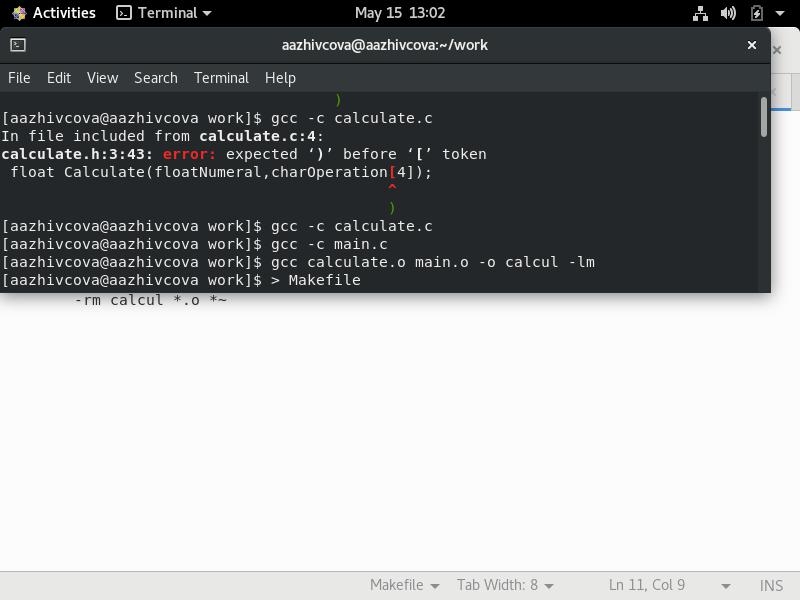 Activities Terminal May 15 13:02
aazhivcova@aazhivcova:~/work
File Edit View Search Terminal Help
)
[aazhivcova@aazhivcova work]$ gcc -c calculate.c
In file included from calculate.c:4:
calculate.h:3:43: error: expected ‘)’ before ‘[’ token
float Calculate(floatNumeral,charOperation[4]);
^
)
[aazhivcova@aazhivcova work]$ gcc -c calculate.c
[aazhivcova@aazhivcova work]$ gcc -c main.c
[aazhivcova@aazhivcova work]$ gcc calculate.o main.o -o calcul -lm
[aazhivcova@aazhivcova work]$ > Makefile
-rm calcul *.o *~
Makefile Tab Width: 8 Ln 11, Col 9 INS